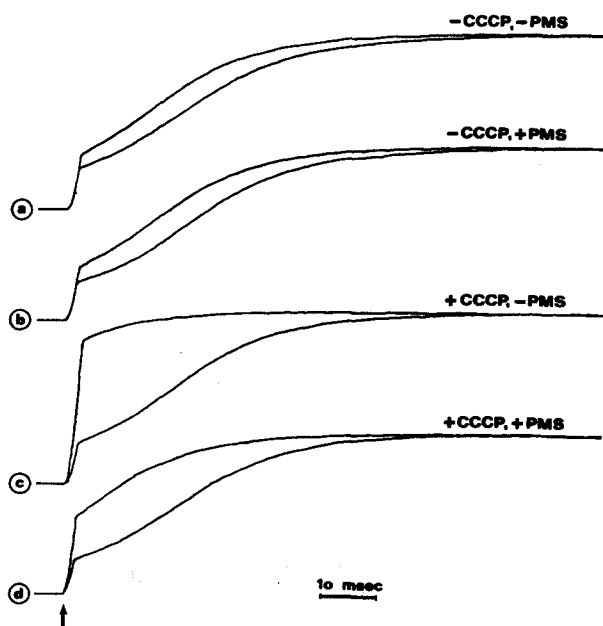 −CCCP, −PMS
a
−CCCP, +PMS
b
+CCCP, −PMS
c
+CCCP, +PMS
d
10 msec